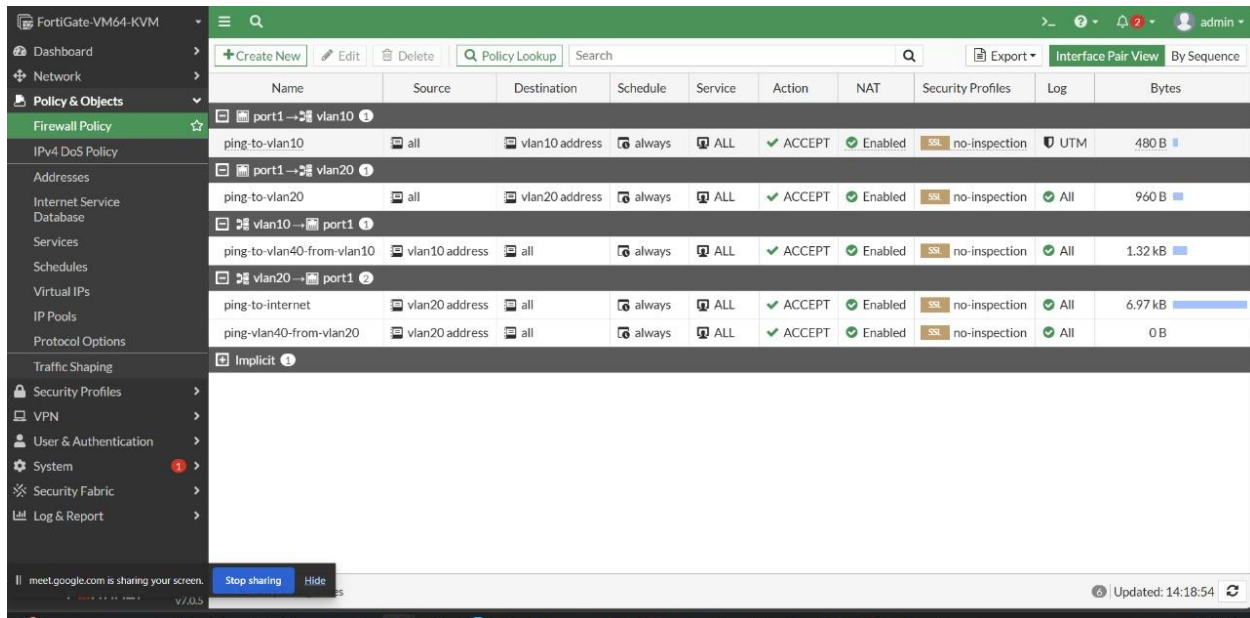 FortiGate-VM64-KVM
>_ ? 2 admin
Dashboard
Network
Policy & Objects
Firewall Policy
IPv4 DoS Policy
Addresses
Internet Service
Database
Services
Schedules
Virtual IPs
IP Pools
Protocol Options
Traffic Shaping
Security Profiles
VPN
User & Authentication
System 1
Security Fabric
Log & Report
+Create New Edit Delete Policy Lookup Search Export Interface Pair View By Sequence
Name Source Destination Schedule Service Action NAT Security Profiles Log Bytes
port1 → vlan10 1
ping-to-vlan10 all vlan10 address always ALL ACCEPT Enabled SSL no-inspection UTM 480 B
port1 → vlan20 1
ping-to-vlan20 all vlan20 address always ALL ACCEPT Enabled SSL no-inspection All 960 B
vlan10 → port1 1
ping-to-vlan40-from-vlan10 vlan10 address all always ALL ACCEPT Enabled SSL no-inspection All 1.32 kB
vlan20 → port1 2
ping-to-internet vlan20 address all always ALL ACCEPT Enabled SSL no-inspection All 6.97 kB
ping-vlan40-from-vlan20 vlan20 address all always ALL ACCEPT Enabled SSL no-inspection All 0 B
Implicit 1
meet.google.com is sharing your screen. Stop sharing Hide
v7.0.5
6 Updated: 14:18:54